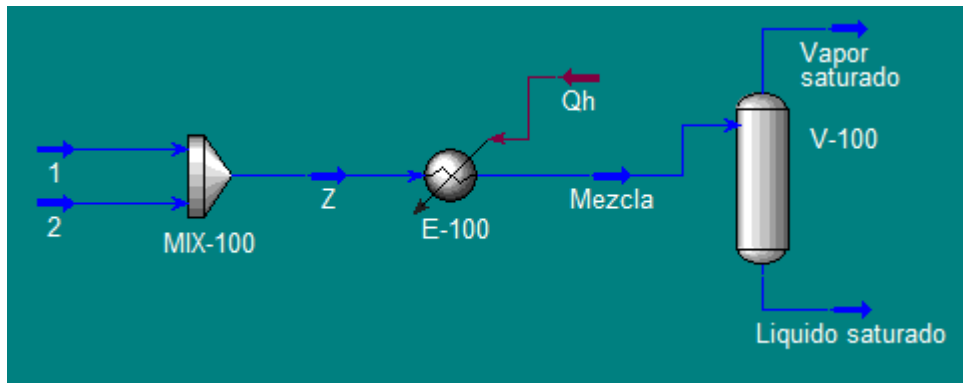 1
2
MIX-100
Z
E-100
Qh
Mezcla
Vapor
saturado
V-100
Liquido saturado